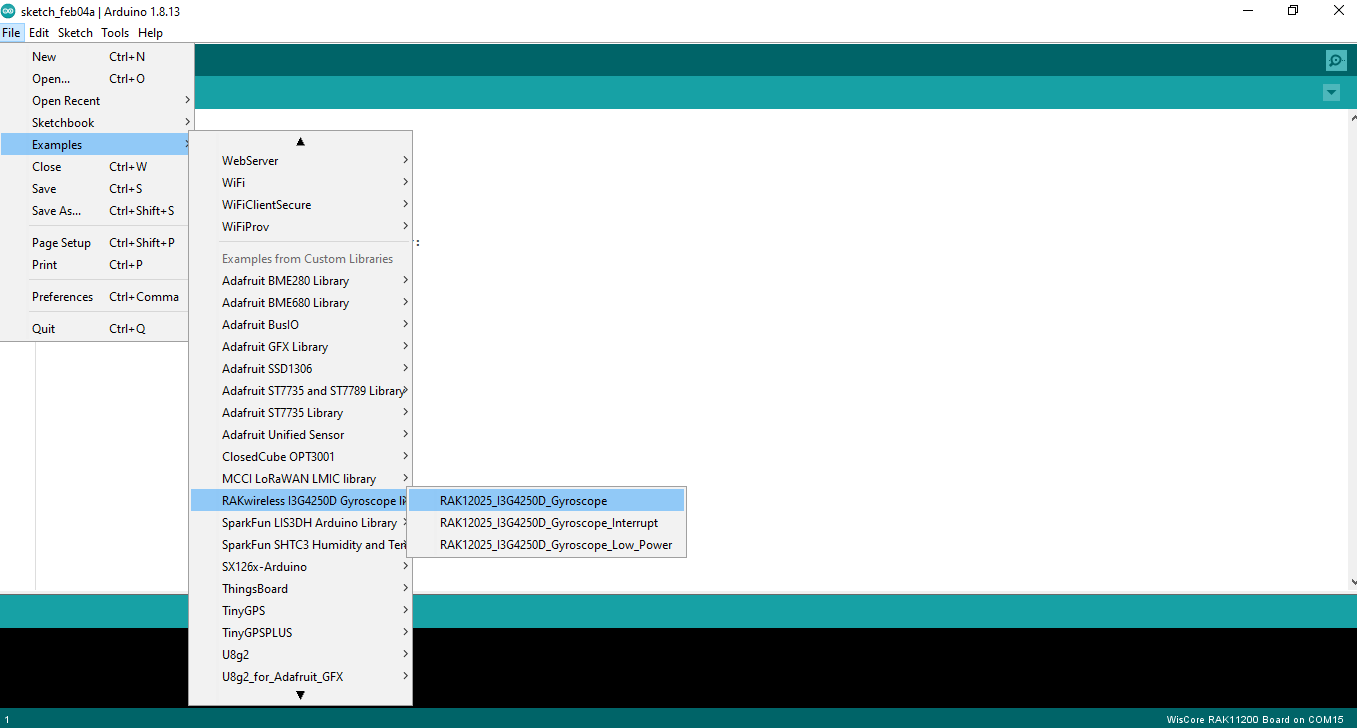 sketch_feb04a | Arduino 1.8.13
File Edit Sketch Tools Help
New Ctrl+N
Open... Ctrl+O
Open Recent
Sketchbook
Examples
Close Ctrl+W
Save Ctrl+S
Save As... Ctrl+Shift+S
Page Setup Ctrl+Shift+P
Print Ctrl+P
Preferences Ctrl+Comma
Quit Ctrl+Q
WebServer
WiFi
WiFiClientSecure
WiFiProv
Examples from Custom Libraries
Adafruit BME280 Library
Adafruit BME680 Library
Adafruit BusIO
Adafruit GFX Library
Adafruit SSD1306
Adafruit ST7735 and ST7789 Library
Adafruit ST7735 Library
Adafruit Unified Sensor
ClosedCube OPT3001
MCCI LoRaWAN LMIC library
RAKwireless I3G4250D Gyroscope li
SparkFun LIS3DH Arduino Library
SparkFun SHTC3 Humidity and Ten
SX126x-Arduino
ThingsBoard
TinyGPS
TinyGPSPLUS
U8g2
U8g2_for_Adafruit_GFX
RAK12025_I3G4250D_Gyroscope
RAK12025_I3G4250D_Gyroscope_Interrupt
RAK12025_I3G4250D_Gyroscope_Low_Power
1
WisCore RAK11200 Board on COM15